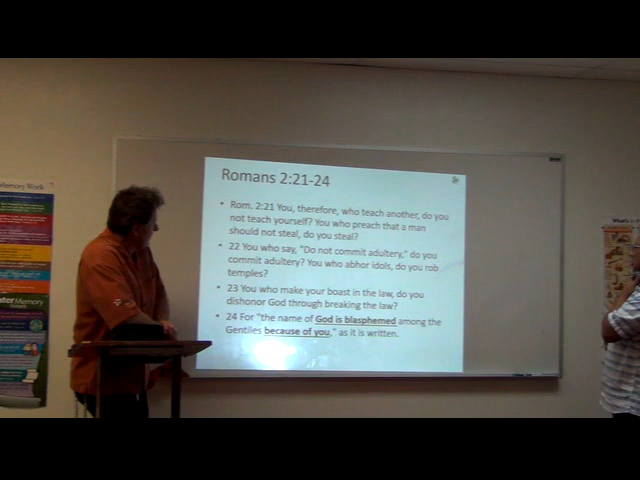 Memory Work
Romans 2:21-24
• Rom. 2:21 You, therefore, who teach another, do you
not teach yourself? You who preach that a man
should not steal, do you steal?
• 22 You who say, "Do not commit adultery," do you
commit adultery? You who abhor idols, do you rob
temples?
• 23 You who make your boast in the law, do you
dishonor God through breaking the law?
• 24 For "the name of God is blasphemed among the
Gentiles because of you," as it is written.
Memory